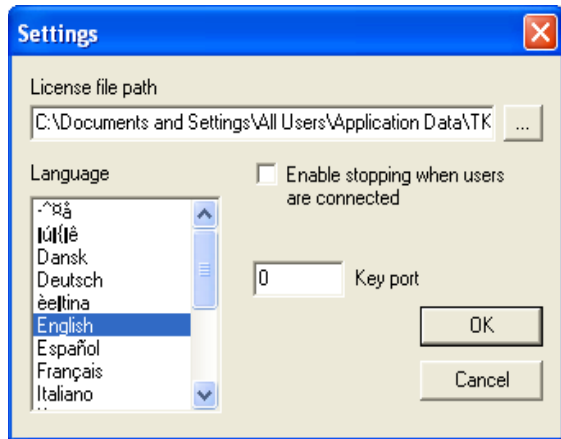 Settings
License file path
C:\Documents and Settings\All Users\Application Data\TK
...
Language
Enable stopping when users
are connected
Dansk
Deutsch
èeltina
English
Español
Français
Italiano
0
Key port
OK
Cancel